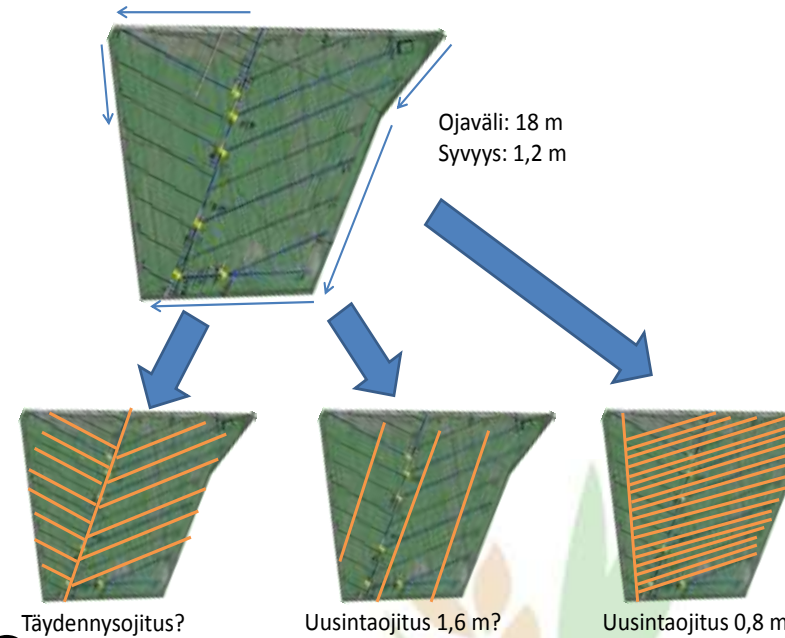 Ojaväli: 18 m
Syvyys: 1,2 m
Täydennysojitus?
Uusintaojitus 1,6 m?
Uusintaojitus 0,8 m